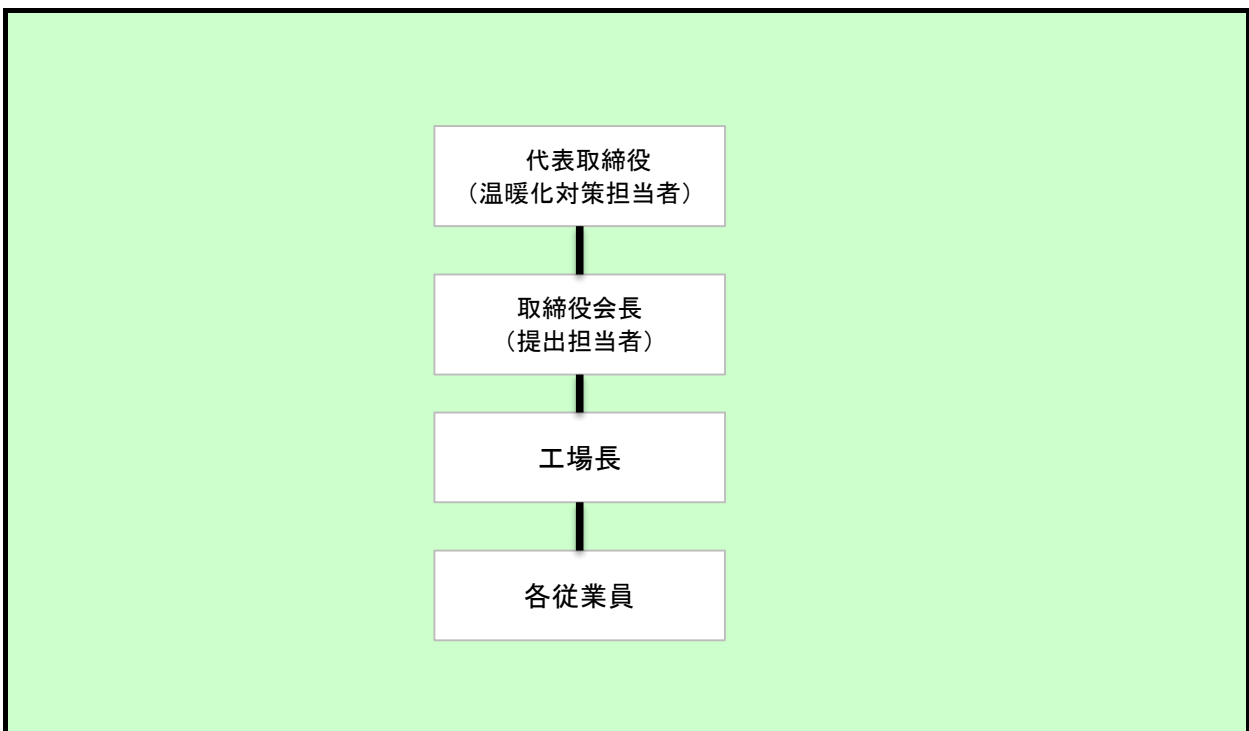 代表取締役
（温暖化対策担当者）
取締役会長
（提出担当者）
工場長
各従業員